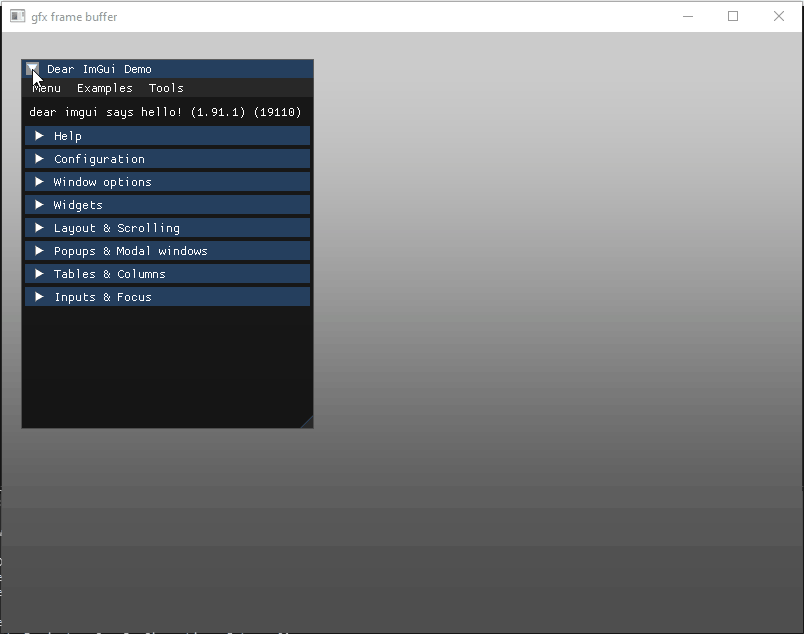 gfx frame buffer
Dear ImGui Demo
Menu Examples Tools
dear imgui says hello! (1.91.1) (19110)
Help
Configuration
Window options
Widgets
Layout & Scrolling
Popups & Modal windows
Tables & Columns
Inputs & Focus